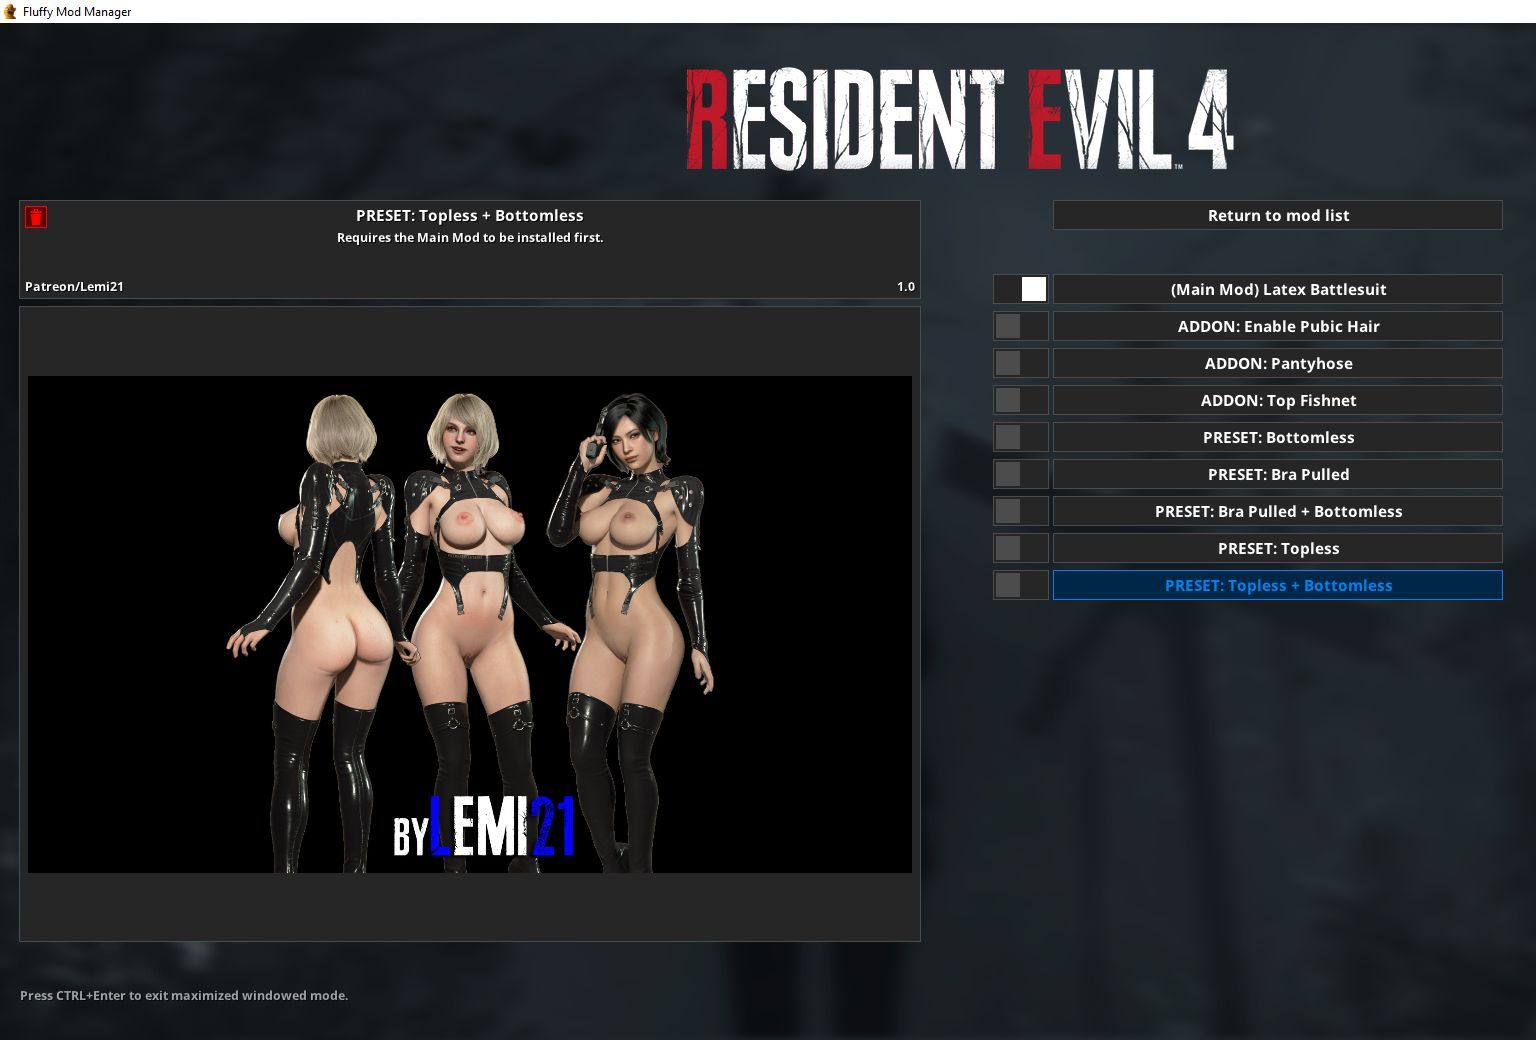 Fluffy Mod Manager
RESIDENT EVIL 4
TM
PRESET: Topless + Bottomless
Requires the Main Mod to be installed first.
Patreon/Lemi21
1.0
BY LEMI21
Return to mod list
(Main Mod) Latex Battlesuit
ADDON: Enable Pubic Hair
ADDON: Pantyhose
ADDON: Top Fishnet
PRESET: Bottomless
PRESET: Bra Pulled
PRESET: Bra Pulled + Bottomless
PRESET: Topless
PRESET: Topless + Bottomless
Press CTRL+Enter to exit maximized windowed mode.